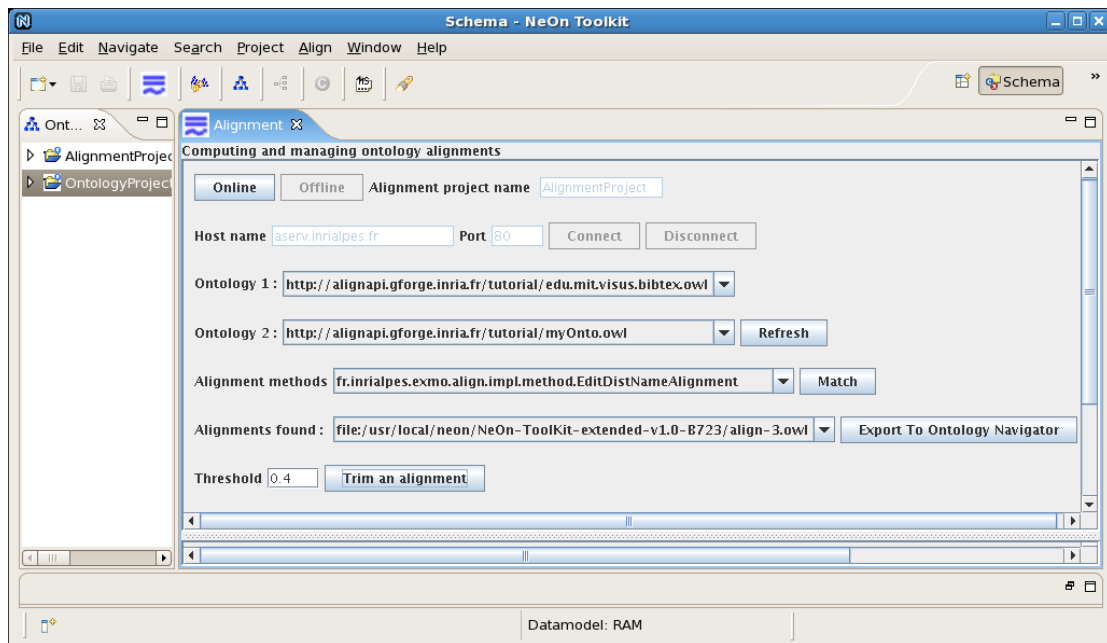 Schema - NeOn Toolkit
File Edit Navigate Search Project Align Window Help
Schema
»
Ont...
AlignmentProjec
OntologyProject
Alignment
Computing and managing ontology alignments
Online Offline Alignment project name AlignmentProject
Host name aserv.inrialpes.fr Port 80 Connect Disconnect
Ontology 1 : http://alignapi.gforge.inria.fr/tutorial/edu.mit.visus.bibtex.owl
Ontology 2 : http://alignapi.gforge.inria.fr/tutorial/myOnto.owl Refresh
Alignment methods fr.inrialpes.exmo.align.impl.method.EditDistNameAlignment Match
Alignments found : file:/usr/local/neon/NeOn-ToolKit-extended-v1.0-B723/align-3.owl Export To Ontology Navigator
Threshold 0.4 Trim an alignment
Datamodel: RAM